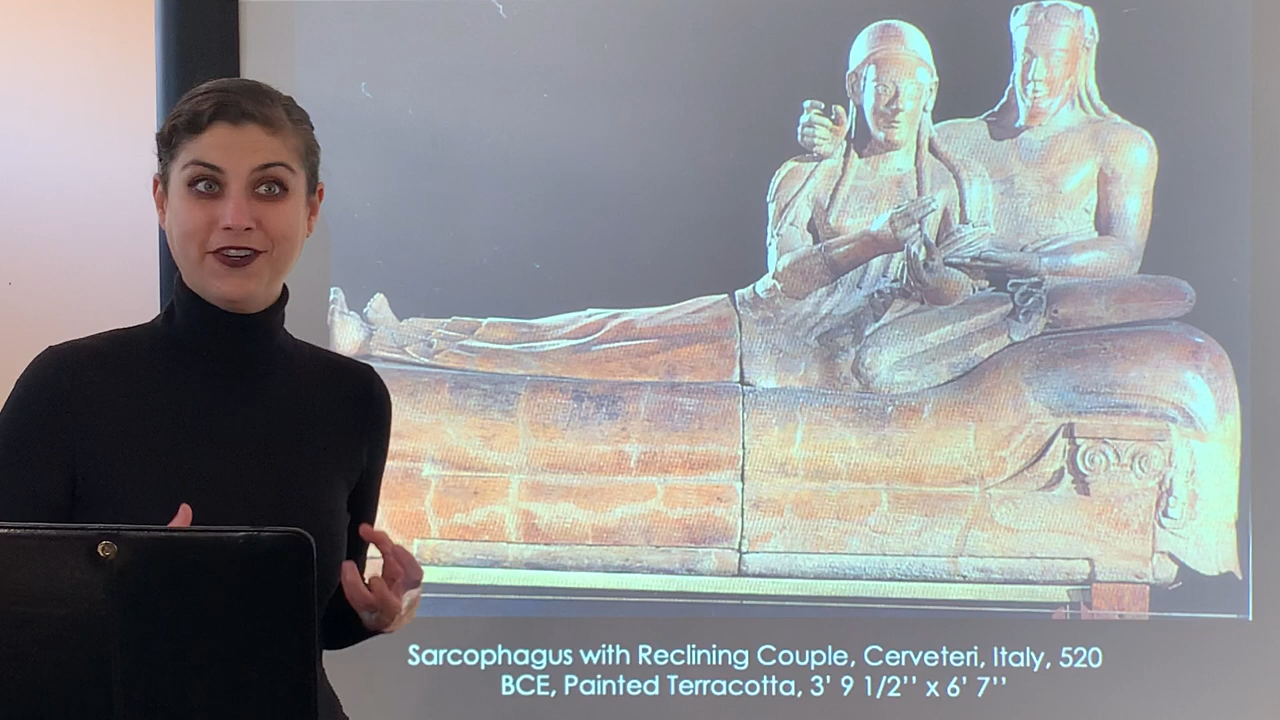 Sarcophagus with Reclining Couple, Cerveteri, Italy, 520
BCE, Painted Terracotta, 3' 9 1/2'' x 6' 7''